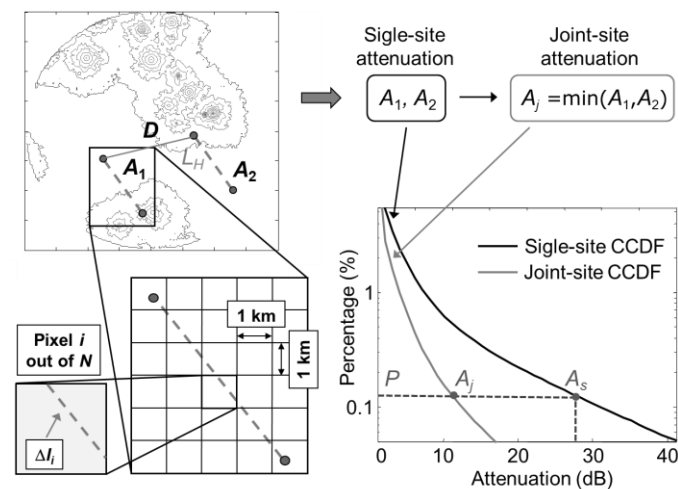 Sigle-site
attenuation
Joint-site
attenuation
A₁, A₂
Aⱼ =min(A₁,A₂)
D
L_H
A₁
A₂
Sigle-site CCDF
Joint-site CCDF
Percentage (%)
1
0.1
P
Aⱼ
Aₛ
0
10
20
30
40
Attenuation (dB)
Pixel i
out of N
1 km
1 km
Δlᵢ